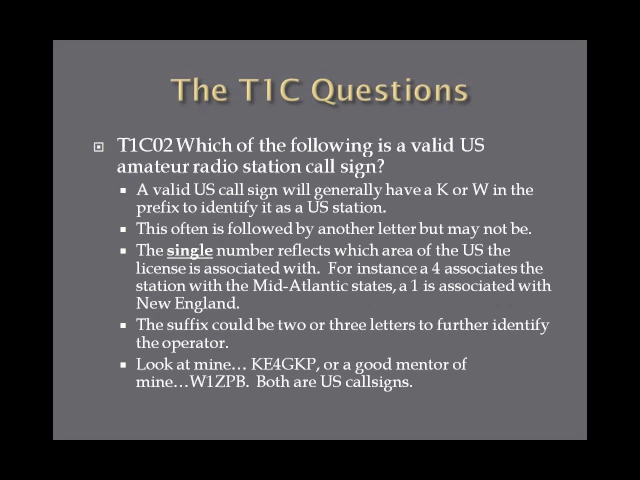 The T1C Questions
T1C02 Which of the following is a valid US
amateur radio station call sign?
A valid US call sign will generally have a K or W in the
prefix to identify it as a US station.
This often is followed by another letter but may not be.
The single number reflects which area of the US the
license is associated with. For instance a 4 associates the
station with the Mid-Atlantic states, a 1 is associated with
New England.
The suffix could be two or three letters to further identify
the operator.
Look at mine… KE4GKP, or a good mentor of
mine…W1ZPB. Both are US callsigns.